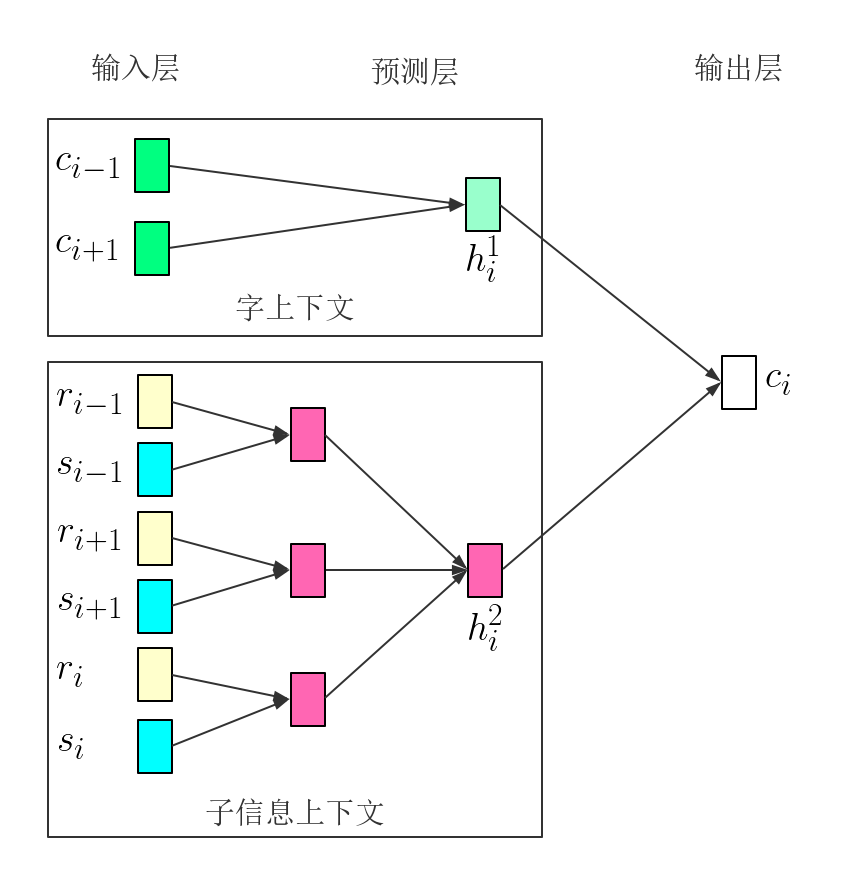 输入层 预测层 输出层
c_{i-1}
c_{i+1}
h_i^1
字上下文
r_{i-1}
c_i
s_{i-1}
r_{i+1}
s_{i+1}
h_i^2
r_i
s_i
子信息上下文